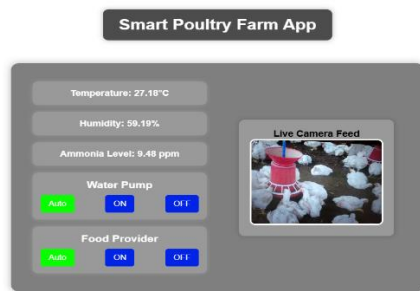 Smart Poultry Farm App
Temperature: 27.18°C
Humidity: 59.19%
Ammonia Level: 9.48 ppm
Water Pump
Auto ON OFF
Food Provider
Auto ON OFF
Live Camera Feed